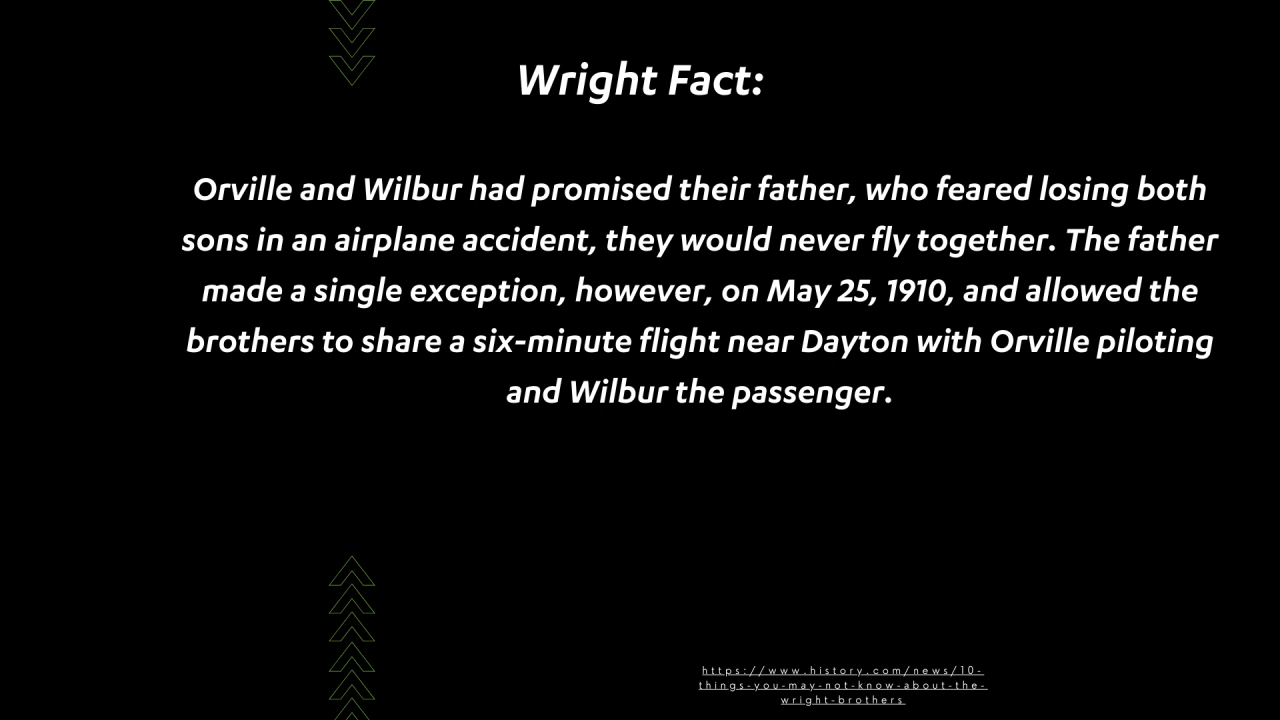 Wright Fact:
Orville and Wilbur had promised their father, who feared losing both
sons in an airplane accident, they would never fly together. The father
made a single exception, however, on May 25, 1910, and allowed the
brothers to share a six-minute flight near Dayton with Orville piloting
and Wilbur the passenger.
https://www.history.com/news/10-
things-you-may-not-know-about-the-
wright-brothers